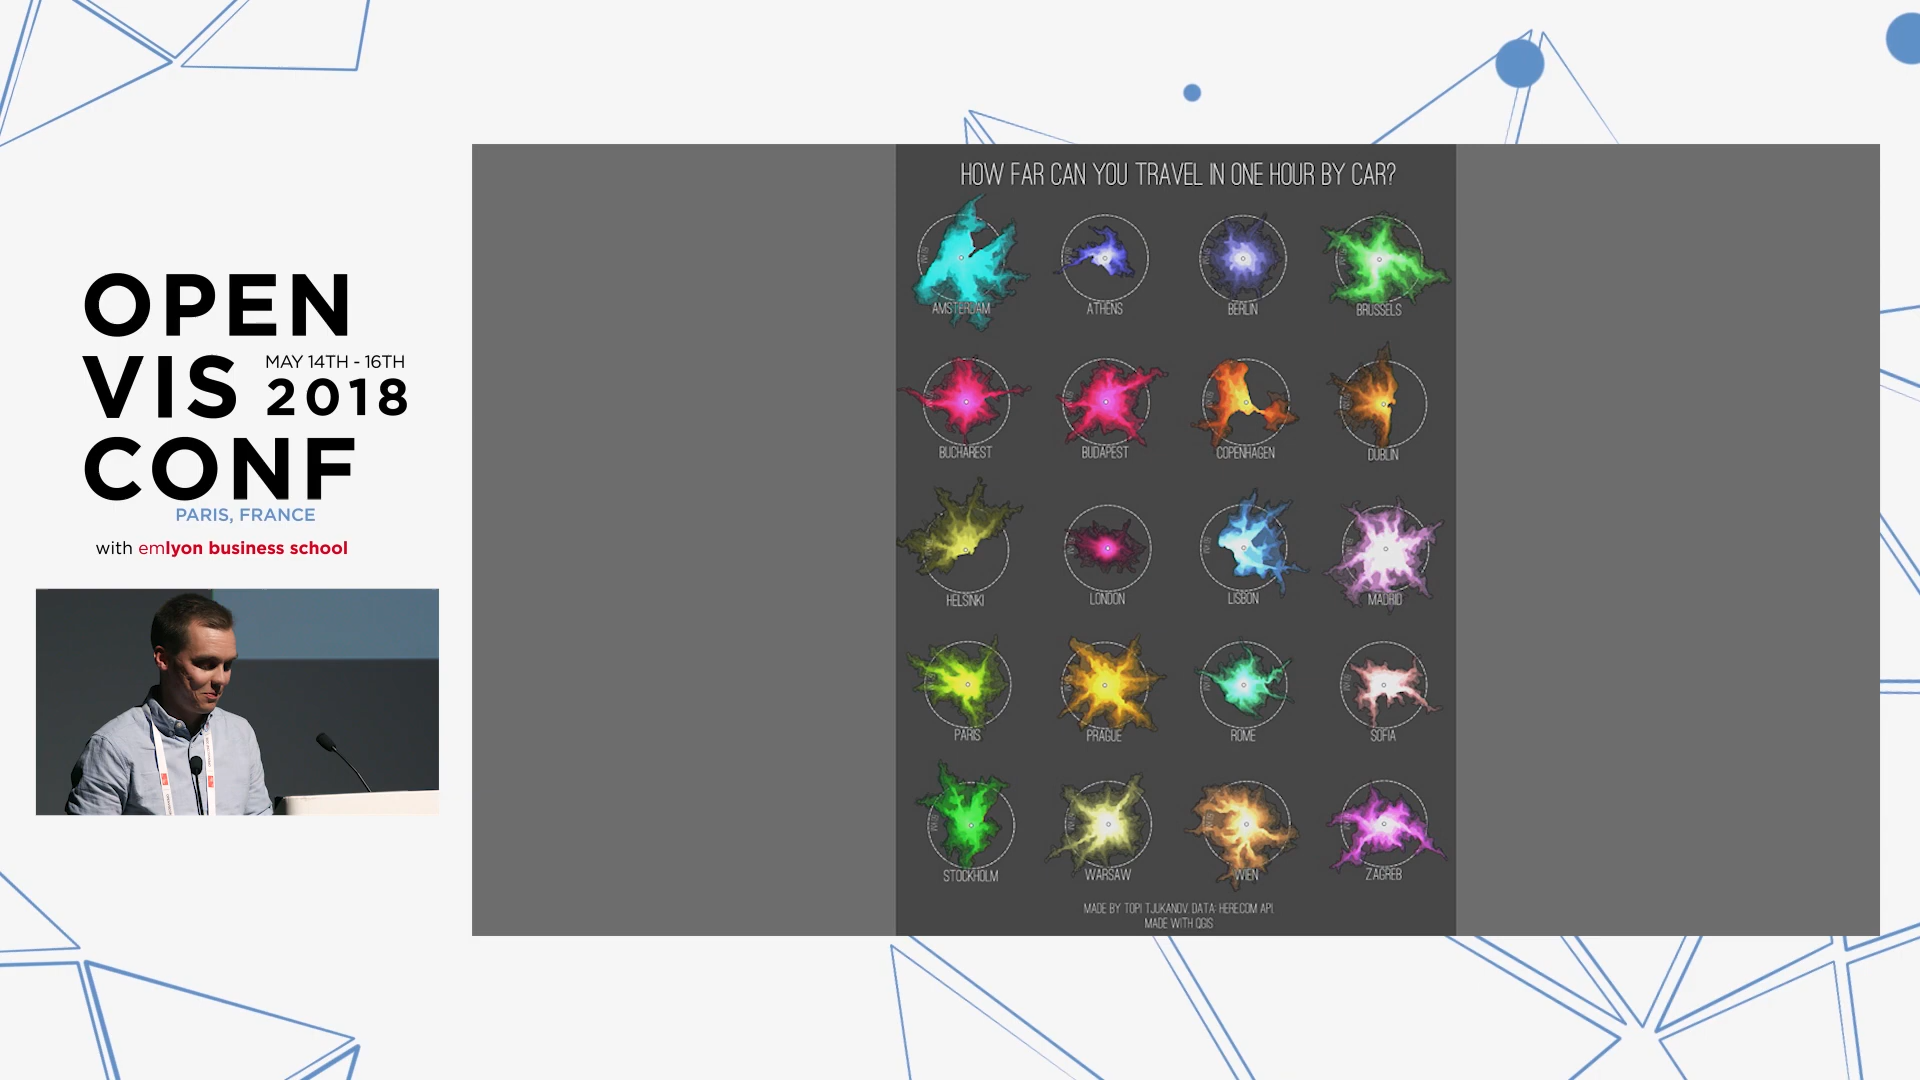 OPEN
VIS
CONF
MAY 14TH - 16TH
2018
PARIS, FRANCE
with emlyon business school
HOW FAR CAN YOU TRAVEL IN ONE HOUR BY CAR?
AMSTERDAM
ATHENS
BERLIN
BRUSSELS
BUCHAREST
BUDAPEST
COPENHAGEN
DUBLIN
HELSINKI
LONDON
LISBON
MADRID
PARIS
PRAGUE
ROME
SOFIA
STOCKHOLM
WARSAW
WIEN
ZAGREB
MADE BY TOPI TJUKANOV. DATA: HERE.COM API.
MADE WITH QGIS